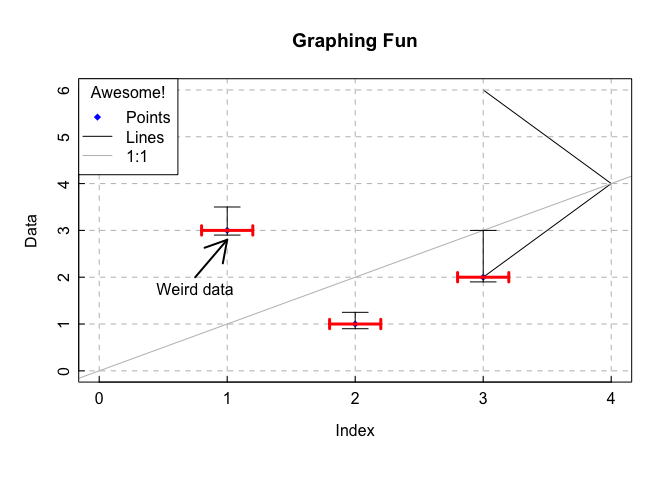 Graphing Fun
Awesome!
Points
Lines
1:1
Weird data
Data
0 1 2 3 4 5 6
0 1 2 3 4
Index